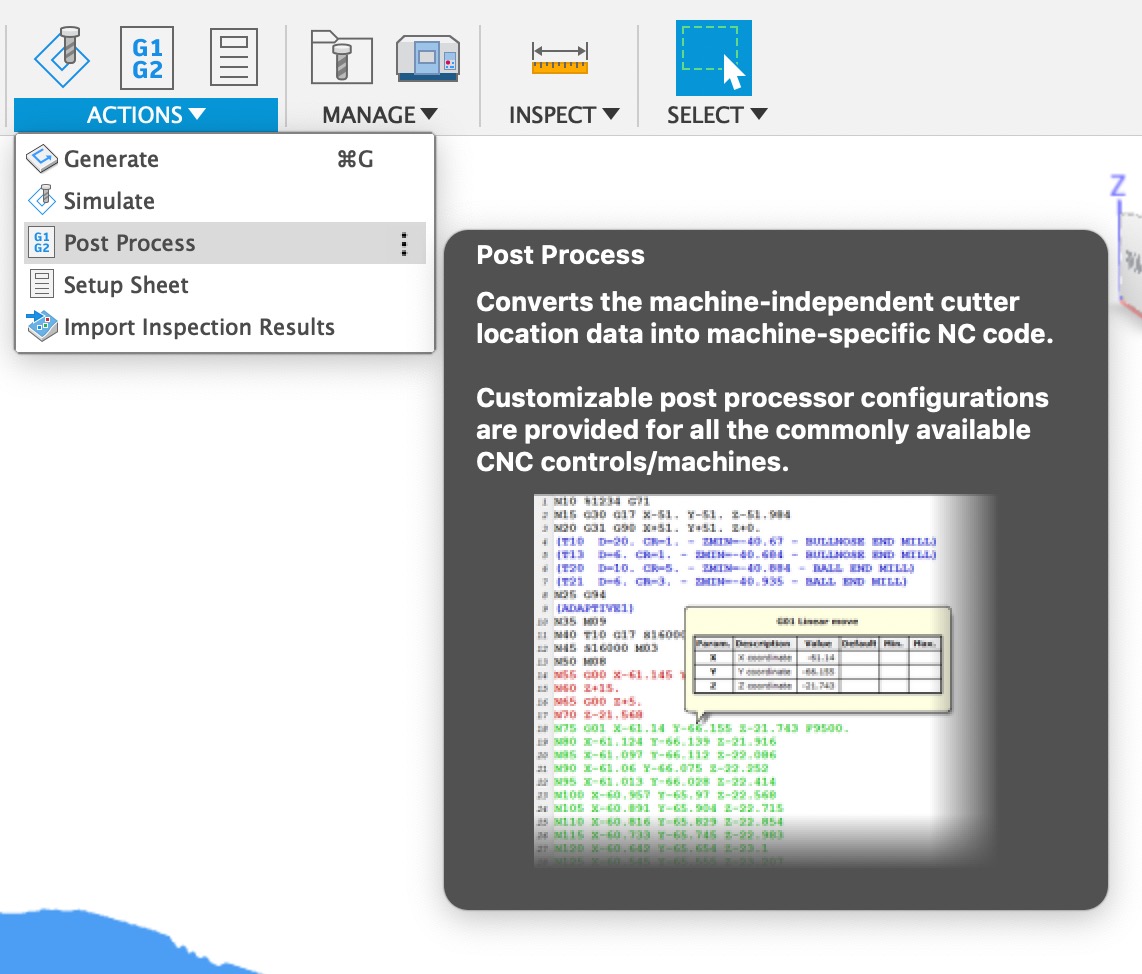 G1
G2
ACTIONS
MANAGE
INSPECT
SELECT
Generate ⌘G
Simulate
G1
G2
Post Process
Setup Sheet
Import Inspection Results
Z
Post Process
Converts the machine-independent cutter
location data into machine-specific NC code.
Customizable post processor configurations
are provided for all the commonly available
CNC controls/machines.
1 N10 %1234 G71
2 N15 G30 G17 X-51. Y-51. Z-51.984
3 N20 G31 G90 X+51. Y+51. Z+0.
4 (T10 D=20. CR=1. - ZMIN=-40.67 - BULLNOSE END MILL)
5 (T13 D=6. CR=1. - ZMIN=-40.684 - BULLNOSE END MILL)
6 (T20 D=10. CR=5. - ZMIN=-40.884 - BALL END MILL)
7 (T21 D=6. CR=3. - ZMIN=-40.935 - BALL END MILL)
8 N25 G94
9 (ADAPTIVE1)
10 N35 M09
11 N40 T10 G17 S16000
12 N45 S16000 M03
13 N50 M08
14 N55 G00 X-61.145
15 N60 Z+15.
16 N65 G00 Z+5.
17 N70 Z-21.568
G01 Linear move
Param. Description Value Default Min. Max.
X X coordinate -61.14
Y Y coordinate -66.155
Z Z coordinate -21.743
18 N75 G01 X-61.14 Y-66.155 Z-21.743 F9500.
19 N80 X-61.124 Y-66.139 Z-21.916
20 N85 X-61.097 Y-66.112 Z-22.086
21 N90 X-61.06 Y-66.075 Z-22.252
22 N95 X-61.013 Y-66.028 Z-22.414
23 N100 X-60.957 Y-65.97 Z-22.568
24 N105 X-60.891 Y-65.904 Z-22.715
25 N110 X-60.816 Y-65.829 Z-22.854
26 N115 X-60.733 Y-65.745 Z-22.983
27 N120 X-60.642 Y-65.654 Z-23.1